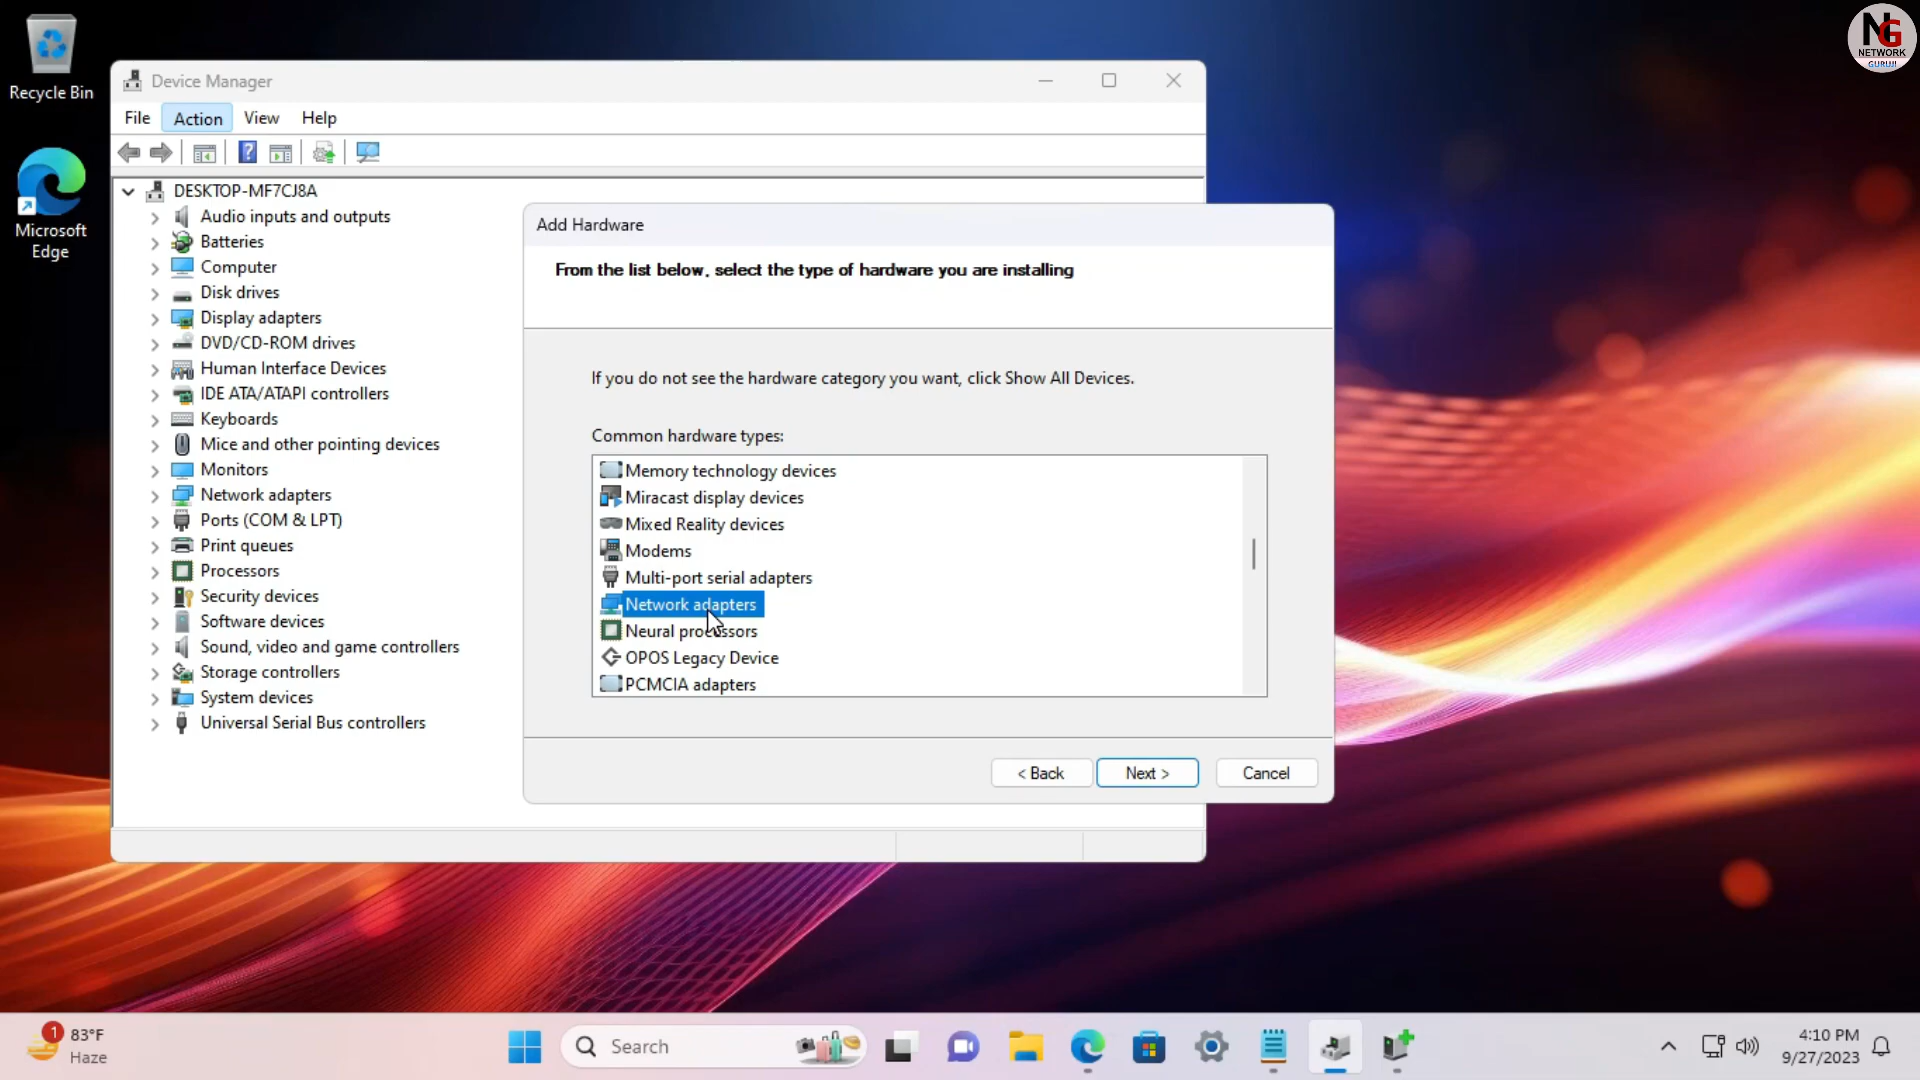 Recycle Bin
Microsoft
Edge
NG
NETWORK
GURUJI
Device Manager
File Action View Help
DESKTOP-MF7CJ8A
Audio inputs and outputs
Batteries
Computer
Disk drives
Display adapters
DVD/CD-ROM drives
Human Interface Devices
IDE ATA/ATAPI controllers
Keyboards
Mice and other pointing devices
Monitors
Network adapters
Ports (COM & LPT)
Print queues
Processors
Security devices
Software devices
Sound, video and game controllers
Storage controllers
System devices
Universal Serial Bus controllers
Add Hardware
From the list below, select the type of hardware you are installing
If you do not see the hardware category you want, click Show All Devices.
Common hardware types:
Memory technology devices
Miracast display devices
Mixed Reality devices
Modems
Multi-port serial adapters
Network adapters
Neural processors
OPOS Legacy Device
PCMCIA adapters
< Back Next > Cancel
1
83°F
Haze
Search
4:10 PM
9/27/2023